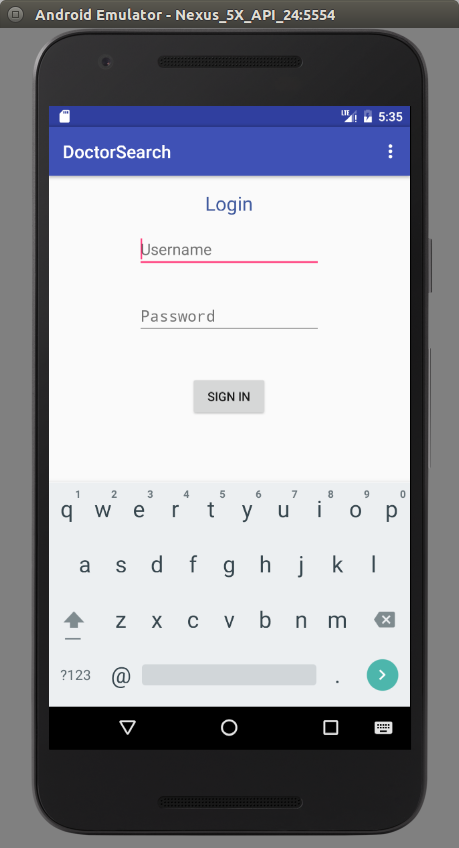 Android Emulator - Nexus_5X_API_24:5554
LTE 5:35
DoctorSearch
Login
Username
Password
SIGN IN
1 2 3 4 5 6 7 8 9 0
q w e r t y u i o p
a s d f g h j k l
z x c v b n m
?123 @ .